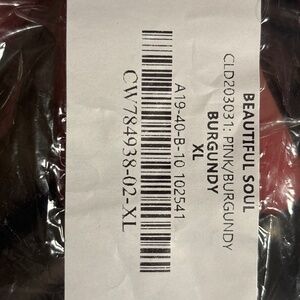 BEAUTIFUL SOUL
CLD203031: PINK/BURGUNDY
BURGUNDY
XL
A19-40-B-10 102541
CW784938-02-XL